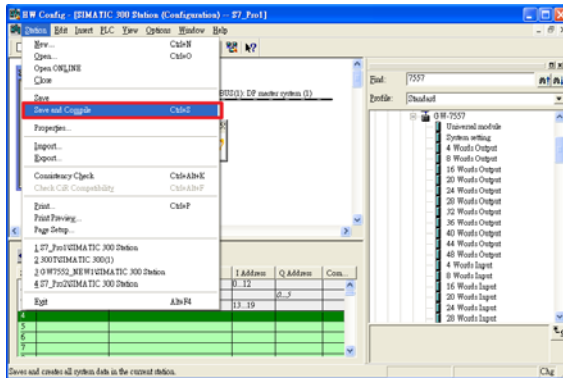 HW Config - [SIMATIC 300 Station (Configuration) -- S7_Pro1]
Station Edit Insert PLC View Options Window Help
New... Ctrl+N
Open... Ctrl+O
Open ONLINE
Close
Save
Save and Compile Ctrl+S
Properties...
Import...
Export...
Consistency Check Ctrl+Alt+K
Check CiR Compatibility Ctrl+Alt+F
Print... Ctrl+P
Print Preview...
Page Setup...
1 S7_Pro1\SIMATIC 300 Station
2 300T\SIMATIC 300(1)
3 GW7552_NEW1\SIMATIC 300 Station
4 S7_Pro2\SIMATIC 300 Station
Exit Alt+F4
BUS(1): DP master system (1)
I Address Q Address Com...
0...12
0...5
13...19
4
5
6
7
Find: 7557
Profile: Standard
GW-7557
Universal module
System setting
4 Words Output
8 Words Output
16 Words Output
20 Words Output
24 Words Output
28 Words Output
32 Words Output
36 Words Output
40 Words Output
44 Words Output
48 Words Output
4 Words Input
8 Words Input
16 Words Input
20 Words Input
24 Words Input
28 Words Input
Saves and creates all system data in the current station.
Chg